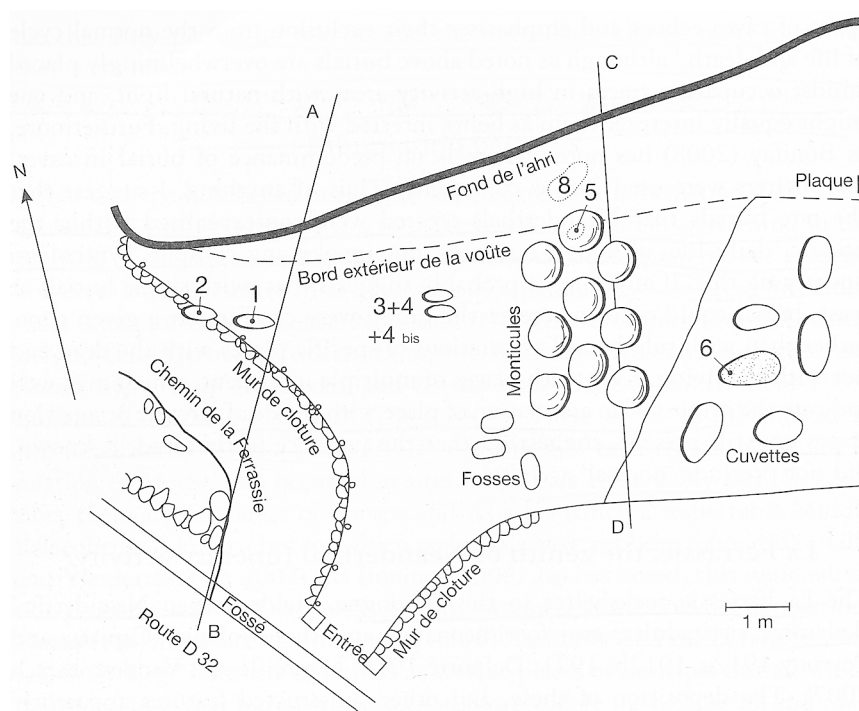 C
A
N
Fond de l'ahri
8
5
Plaque
Bord extérieur de la voûte
2
1
3+4
+4 bis
Monticules
6
Chemin de la Ferrassie
Mur de cloture
Fosses
Cuvettes
D
Mur de cloture
Entrée
Fossé
B
Route D 32
1 m